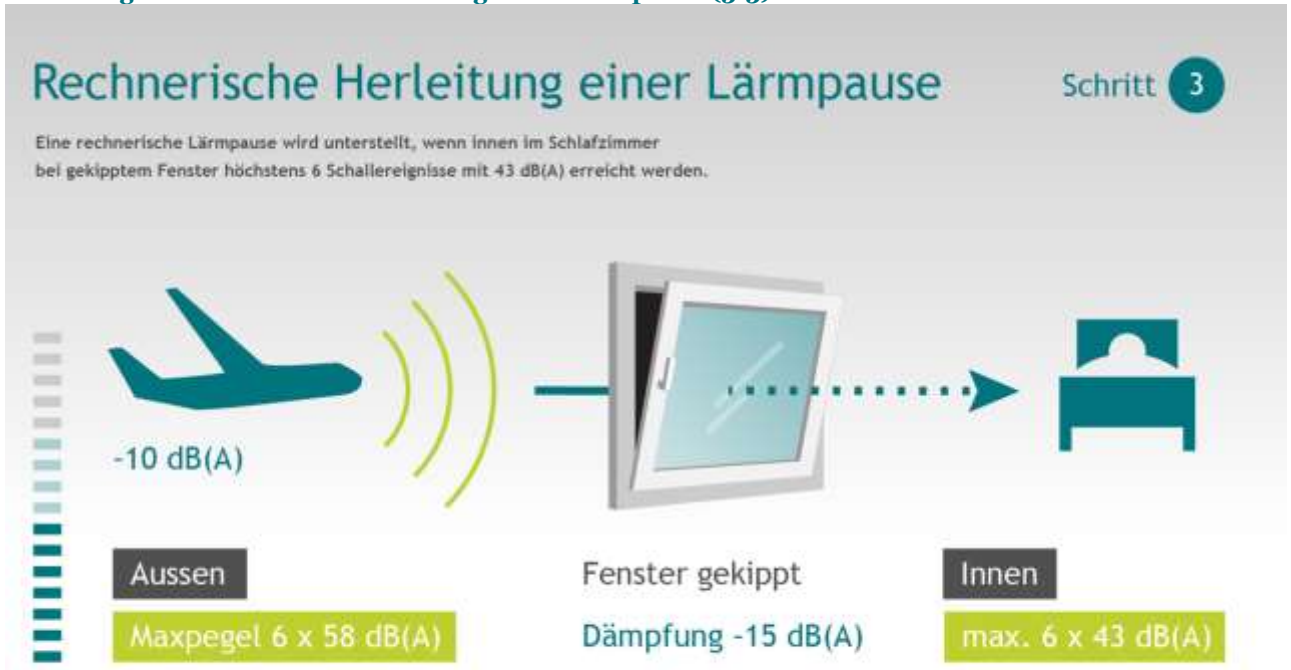 Rechnerische Herleitung einer Lärmpause
Schritt 3
Eine rechnerische Lärmpause wird unterstellt, wenn innen im Schlafzimmer
bei gekipptem Fenster höchstens 6 Schallereignisse mit 43 dB(A) erreicht werden.
-10 dB(A)
Aussen
Fenster gekippt
Innen
Maxpegel 6 x 58 dB(A)
Dämpfung -15 dB(A)
max. 6 x 43 dB(A)